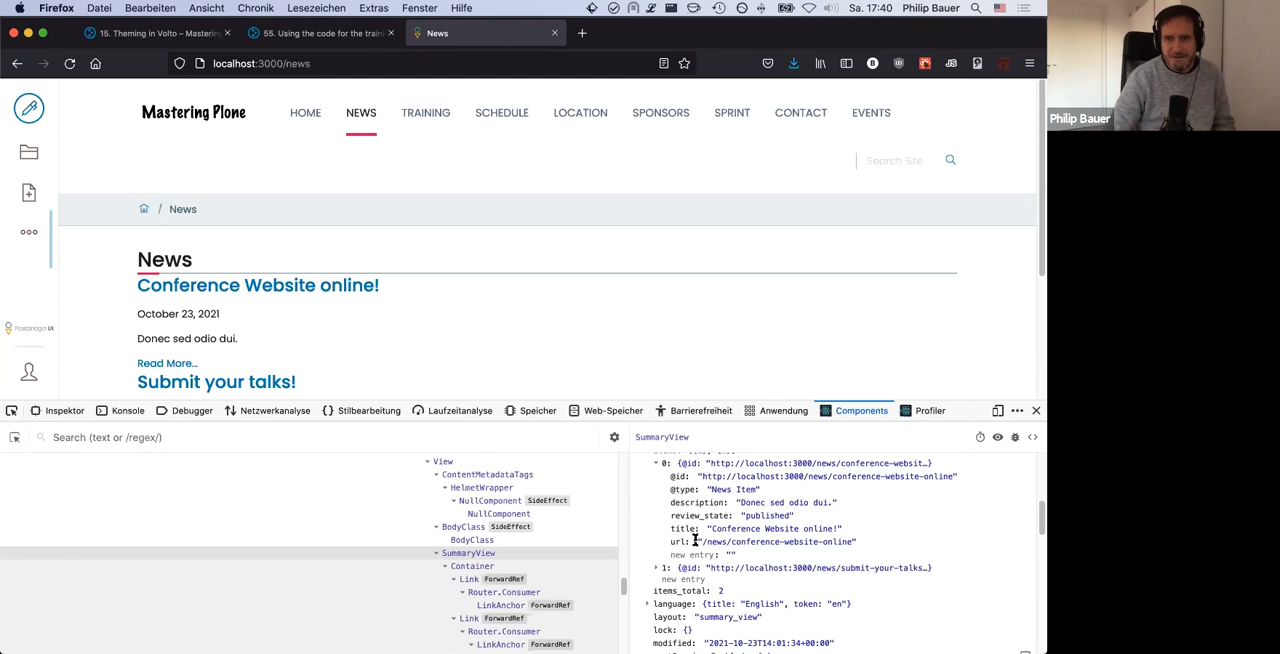 Firefox Datei Bearbeiten Ansicht Chronik Lesezeichen Extras Fenster Hilfe Sa. 17:40 Philip Bauer
15. Theming in Volto – Mastering 55. Using the code for the train News
localhost:3000/news
Mastering Plone HOME NEWS TRAINING SCHEDULE LOCATION SPONSORS SPRINT CONTACT EVENTS
Philip Bauer
Search Site
/ News
News
Conference Website online!
October 23, 2021
Donec sed odio dui.
Pastanaga UI
Read More...
Submit your talks!
Inspektor Konsole Debugger Netzwerkanalyse Stilbearbeitung Laufzeitanalyse Speicher Web-Speicher Barrierefreiheit Anwendung Components Profiler
Search (text or /regex/) SummaryView
View
ContentMetadataTags
HelmetWrapper
NullComponent SideEffect
NullComponent
BodyClass SideEffect
BodyClass
SummaryView
Container
Link ForwardRef
Router.Consumer
LinkAnchor ForwardRef
Link ForwardRef
Router.Consumer
LinkAnchor ForwardRef
0: {@id: "http://localhost:3000/news/conference-websit…}
@id: "http://localhost:3000/news/conference-website-online"
@type: "News Item"
description: "Donec sed odio dui."
review_state: "published"
title: "Conference Website online!"
url: "/news/conference-website-online"
new entry: ""
1: {@id: "http://localhost:3000/news/submit-your-talks…}
new entry
items_total: 2
language: {title: "English", token: "en"}
layout: "summary_view"
lock: {}
modified: "2021-10-23T14:01:34+00:00"